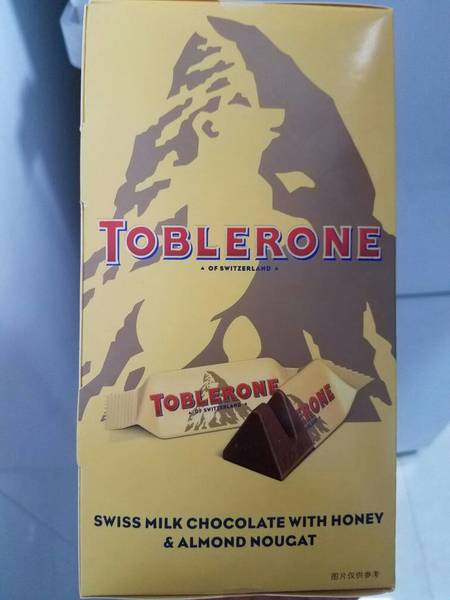 TOBLERONE
OF SWITZERLAND
TOBLERONE
OF SWITZERLAND
RONE
SWISS MILK CHOCOLATE WITH HONEY
& ALMOND NOUGAT
图片仅供参考